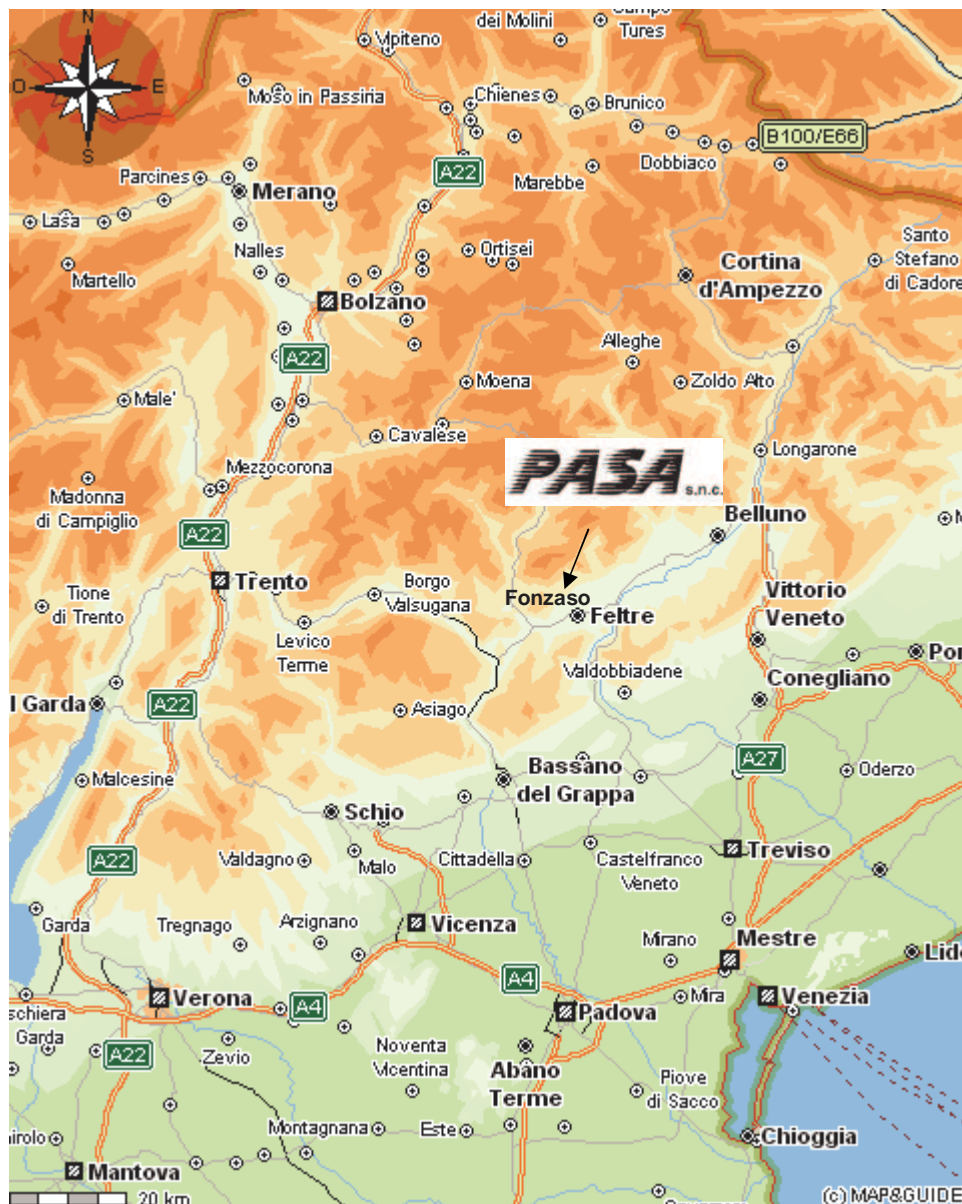 N
O
E
S
dei Molini
Tures
Vipiteno
Moso in Passiria
Chienes
Brunico
B100/E66
Dobbiaco
A22
Marebbe
Parcines
Merano
Lasa
Nalles
Ortisei
Martello
Cortina
d'Ampezzo
Santo
Stefano
di Cadore
Bolzano
A22
Alleghe
Moena
Zoldo Alto
Male'
Cavalese
Longarone
Mezzocorona
PASA s.n.c.
Madonna
di Campiglio
Belluno
A22
Trento
Borgo
Valsugana
Fonzaso
Feltre
Vittorio
Veneto
Tione
di Trento
Levico
Terme
Valdobbiadene
Por
l Garda
A22
Asiago
Conegliano
A27
Malcesine
Bassano
del Grappa
Oderzo
Schio
A22
Valdagno
Malo
Cittadella
Castelfranco
Veneto
Treviso
Garda
Tregnago
Arzignano
Vicenza
Mirano
Mestre
Lido
A4
Verona
A4
Padova
Mira
Venezia
schiera
Garda
A22
Zevio
Noventa
Vicentina
Abano
Terme
Piove
di Sacco
Montagnana
Este
Chioggia
Mantova
20 km
(c) MAP&GUIDE